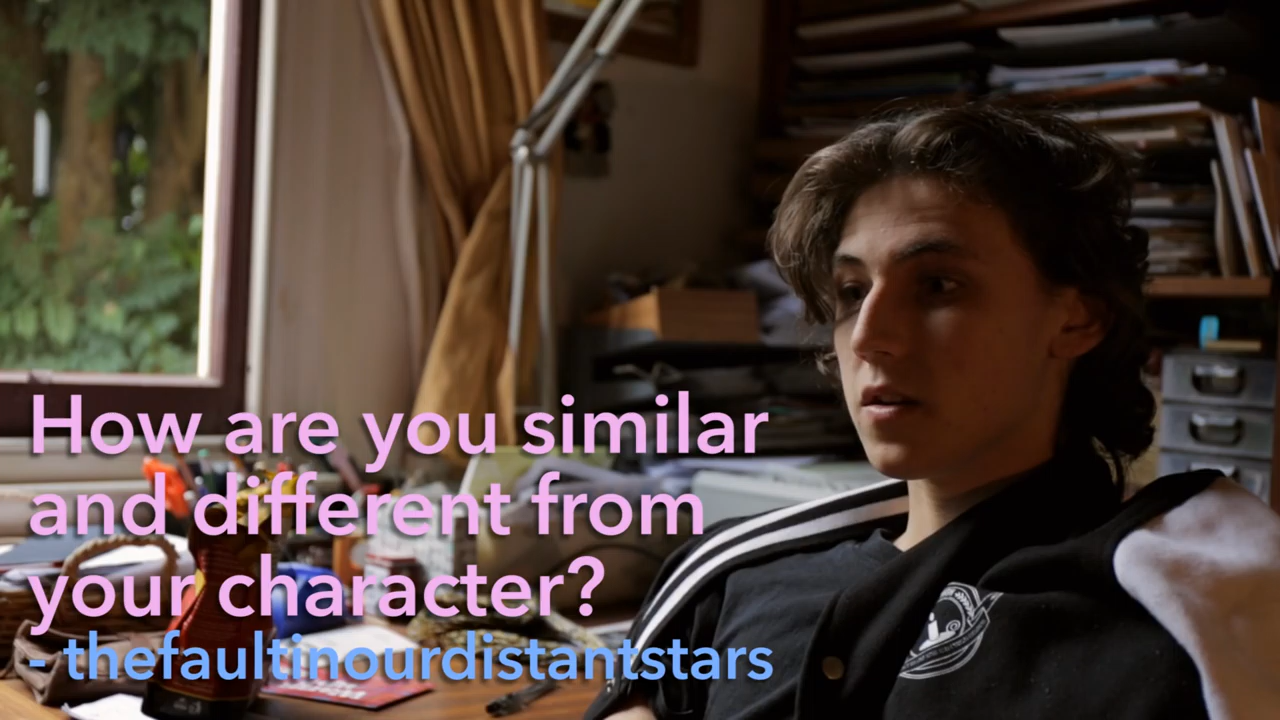 How are you similar
and different from
your character?
- thefaultinourdistantstars